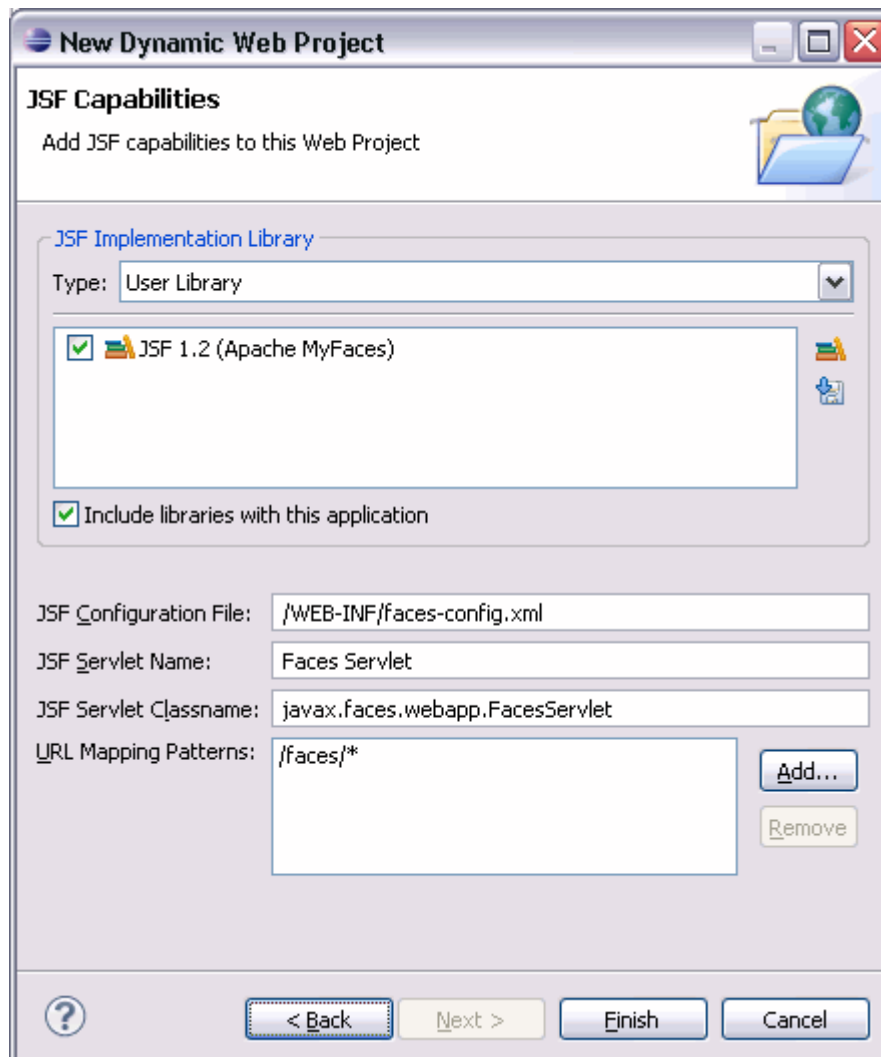 New Dynamic Web Project
JSF Capabilities
Add JSF capabilities to this Web Project
JSF Implementation Library
Type: User Library
JSF 1.2 (Apache MyFaces)
Include libraries with this application
JSF Configuration File: /WEB-INF/faces-config.xml
JSF Servlet Name: Faces Servlet
JSF Servlet Classname: javax.faces.webapp.FacesServlet
URL Mapping Patterns: /faces/*
Add...
Remove
? < Back Next > Finish Cancel